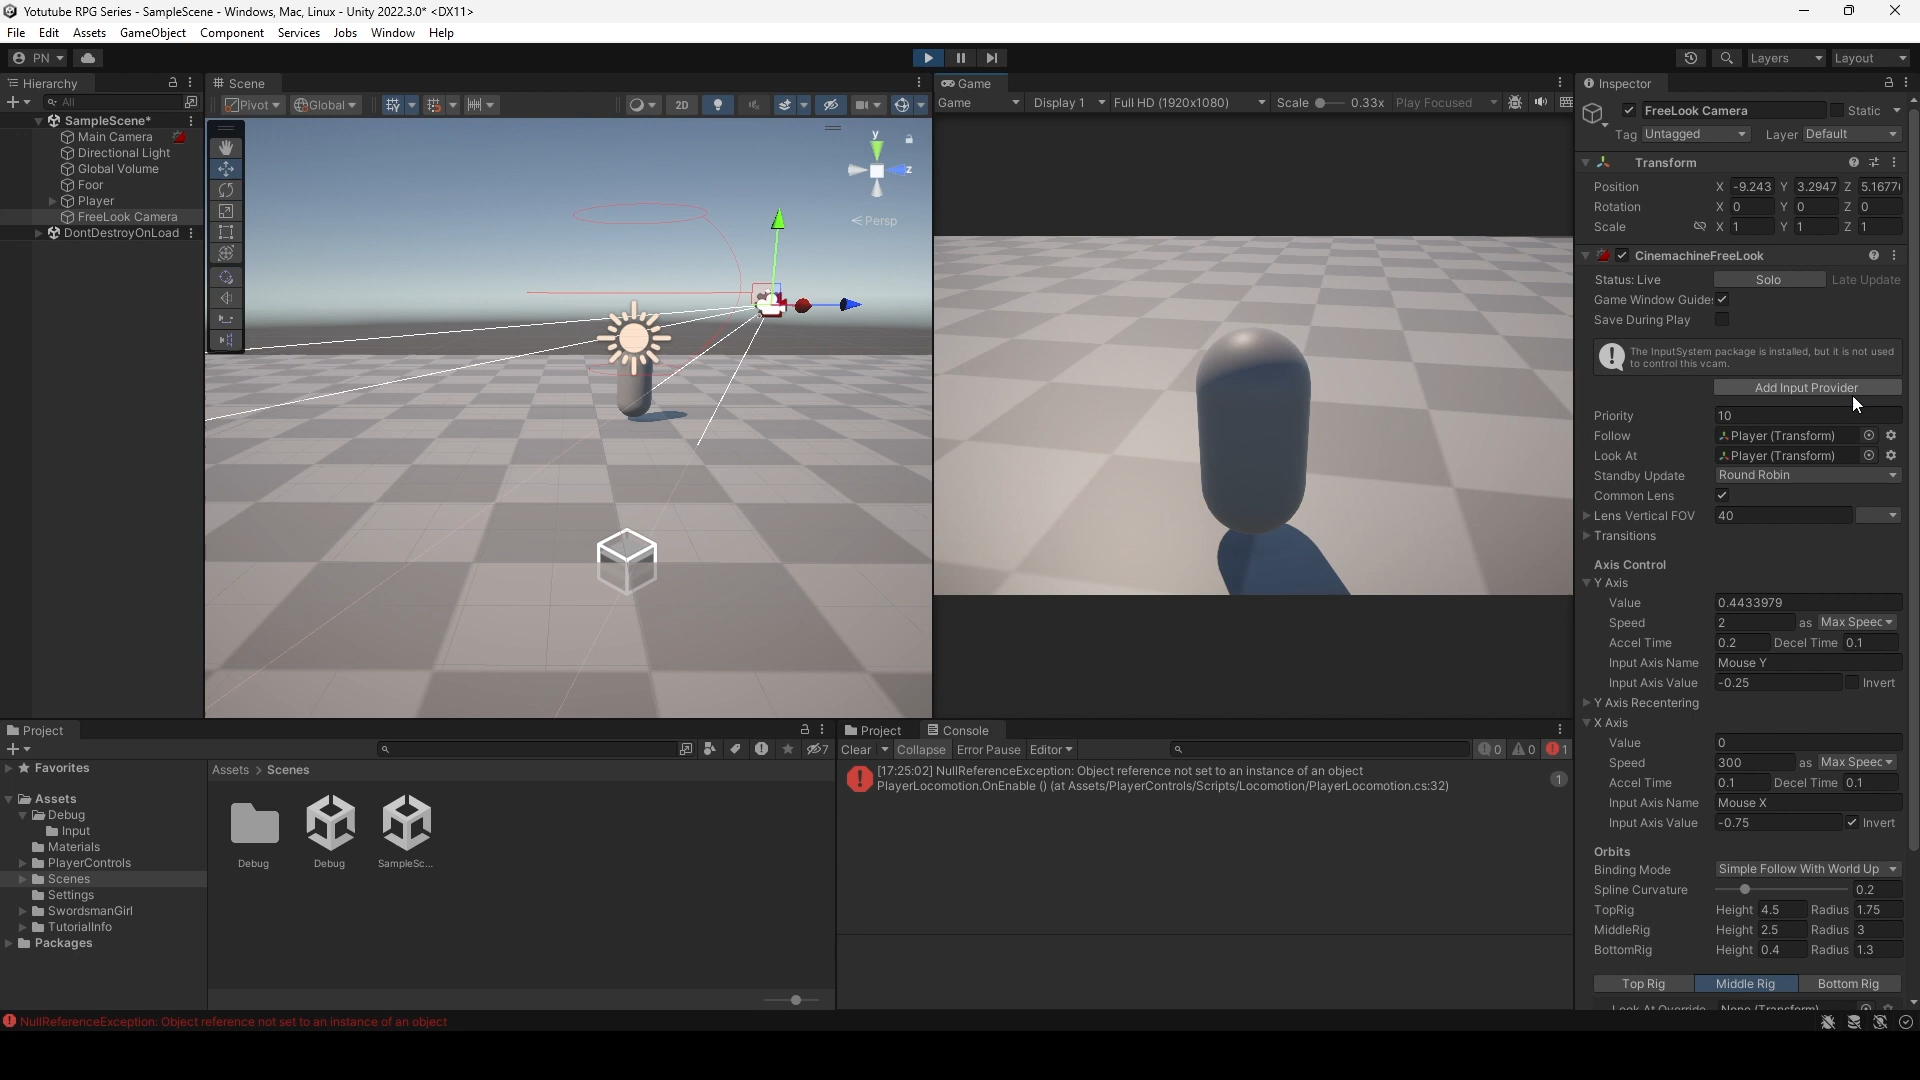 Yotutube RPG Series - SampleScene - Windows, Mac, Linux - Unity 2022.3.0* <DX11>
File Edit Assets GameObject Component Services Jobs Window Help
PN
Layers Layout
Hierarchy
All
SampleScene*
Main Camera
Directional Light
Global Volume
Foor
Player
FreeLook Camera
DontDestroyOnLoad
Scene
Pivot Global 2D
y
z
Persp
Game
Game Display 1 Full HD (1920x1080) Scale 0.33x Play Focused
Inspector
FreeLook Camera Static
Tag Untagged Layer Default
Transform
Position X -9.243 Y 3.2947 Z 5.1677
Rotation X 0 Y 0 Z 0
Scale X 1 Y 1 Z 1
CinemachineFreeLook
Status: Live Solo Late Update
Game Window Guide
Save During Play
The InputSystem package is installed, but it is not used
to control this vcam.
Add Input Provider
Priority 10
Follow Player (Transform)
Look At Player (Transform)
Standby Update Round Robin
Common Lens
Lens Vertical FOV 40
Transitions
Axis Control
Y Axis
Value 0.4433979
Speed 2 as Max Speec
Accel Time 0.2 Decel Time 0.1
Input Axis Name Mouse Y
Input Axis Value -0.25 Invert
Y Axis Recentering
X Axis
Value 0
Speed 300 as Max Speec
Accel Time 0.1 Decel Time 0.1
Input Axis Name Mouse X
Input Axis Value -0.75 Invert
Orbits
Binding Mode Simple Follow With World Up
Spline Curvature 0.2
TopRig Height 4.5 Radius 1.75
MiddleRig Height 2.5 Radius 3
BottomRig Height 0.4 Radius 1.3
Top Rig Middle Rig Bottom Rig
Look At Override None (Transform)
Project
7
Favorites
Assets
Debug
Input
Materials
PlayerControls
Scenes
Settings
SwordsmanGirl
TutorialInfo
Packages
Assets > Scenes
Debug Debug SampleSc...
Project Console
Clear Collapse Error Pause Editor 0 0 1
[17:25:02] NullReferenceException: Object reference not set to an instance of an object
PlayerLocomotion.OnEnable () (at Assets/PlayerControls/Scripts/Locomotion/PlayerLocomotion.cs:32)
1
NullReferenceException: Object reference not set to an instance of an object